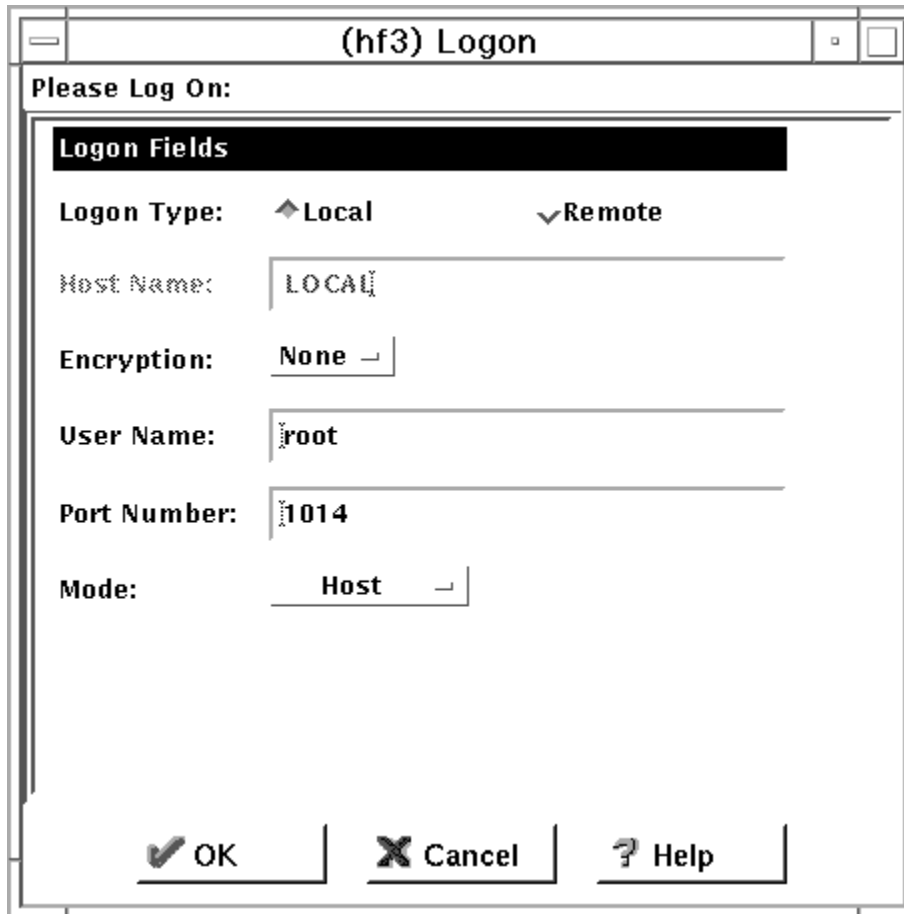 (hf3) Logon
Please Log On:
Logon Fields
Logon Type: Local Remote
Host Name: LOCAL
Encryption: None
User Name: root
Port Number: 1014
Mode: Host
OK Cancel Help